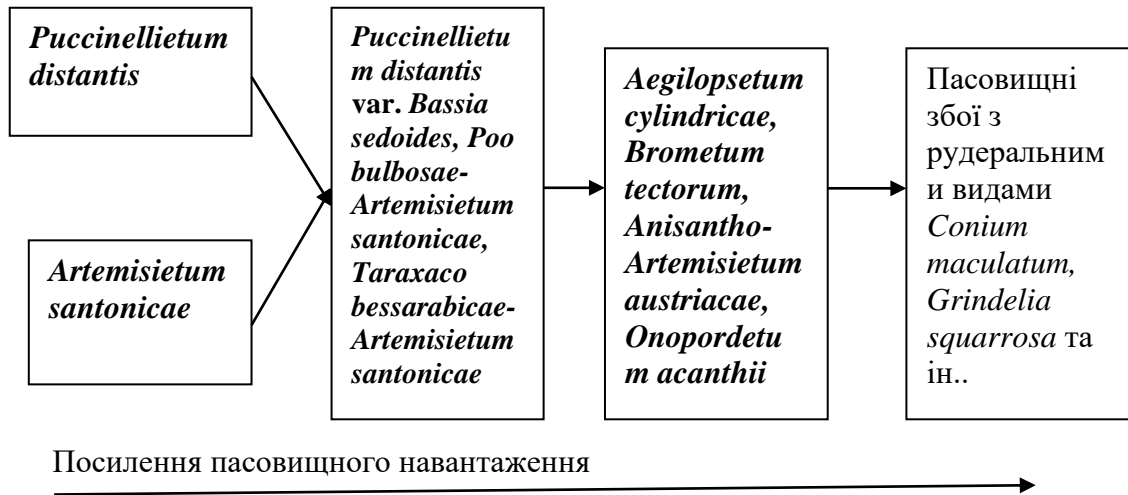 Puccinellietum
distantis
Artemisietum
santonicae
Puccinellietu
m distantis
var. Bassia
sedoides, Poo
bulbosae-
Artemisietum
santonicae,
Taraxaco
bessarabicae-
Artemisietum
santonicae
Aegilopsetum
cylindricae,
Brometum
tectorum,
Anisantho-
Artemisietum
austriacae,
Onopordetu
m acanthii
Пасовищні
збої з
рудеральним
и видами
Conium
maculatum,
Grindelia
squarrosa та
ін..
Посилення пасовищного навантаження